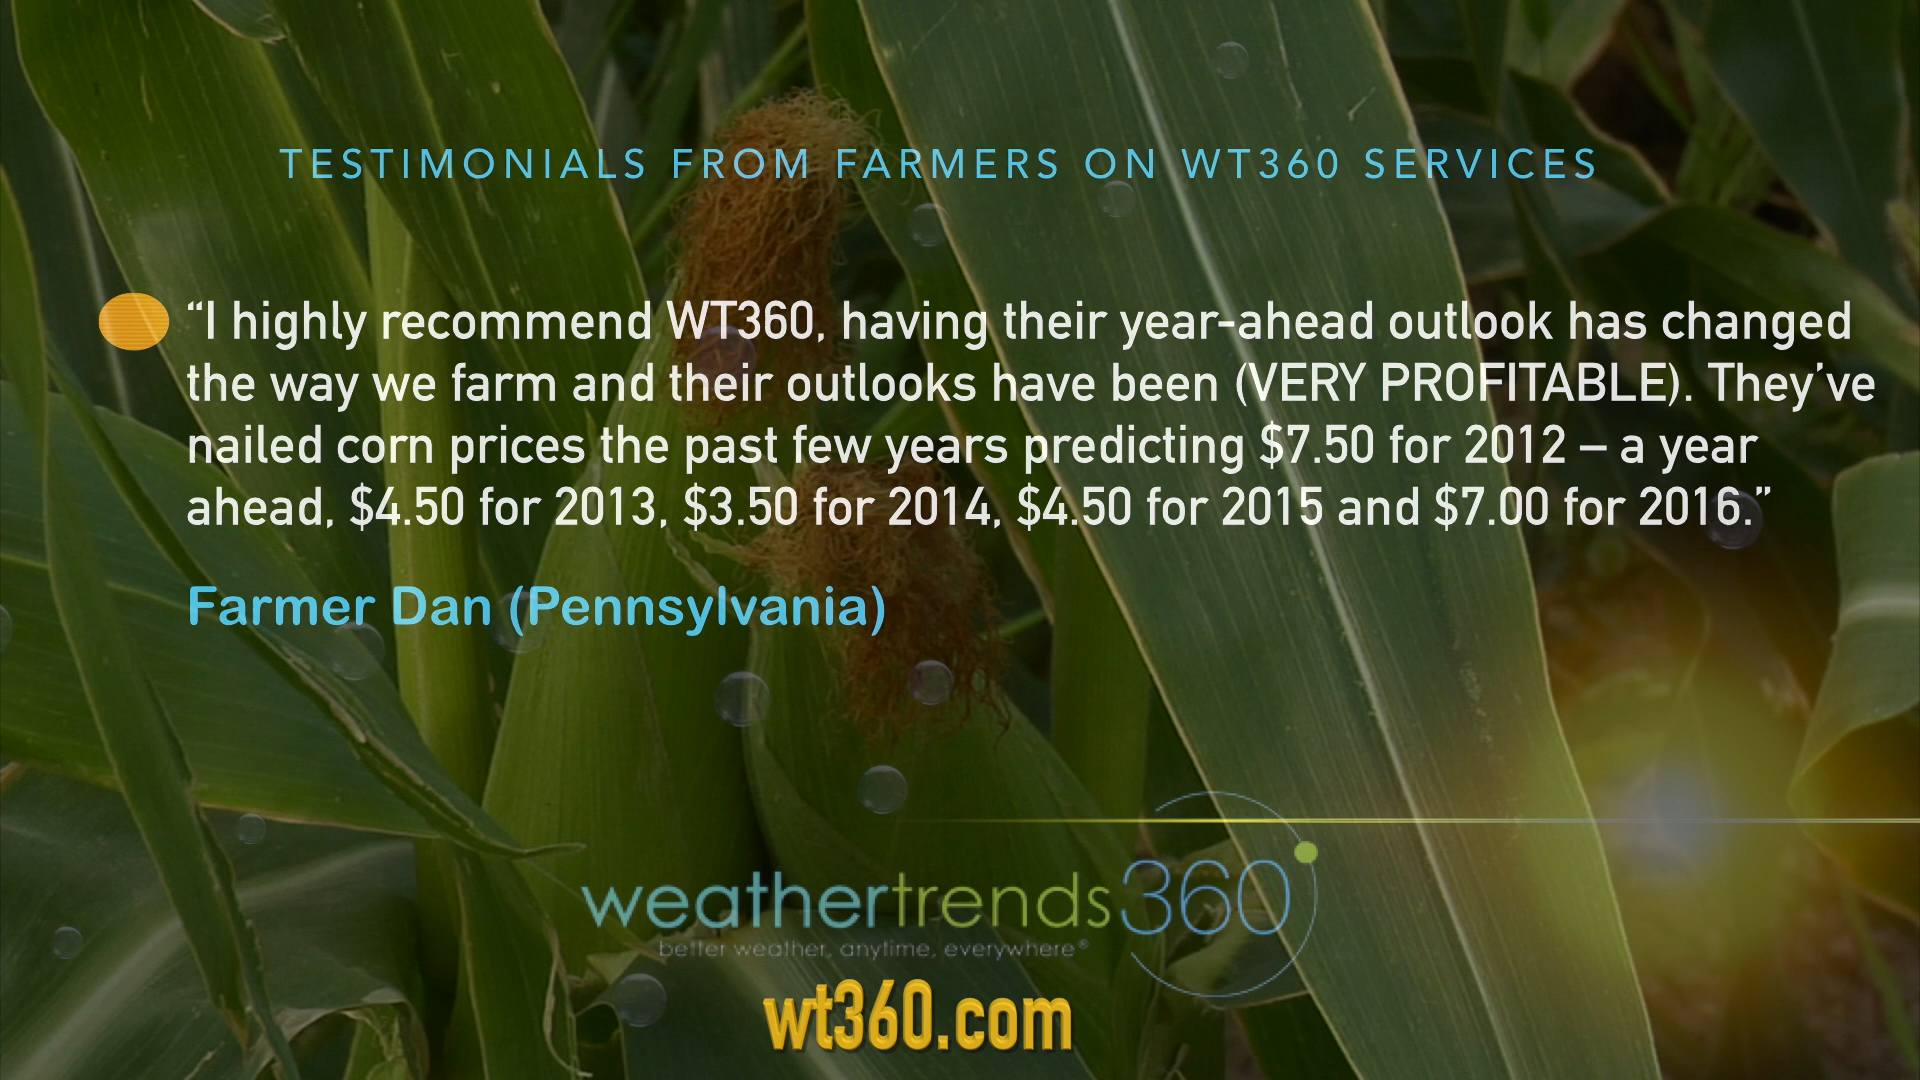 TESTIMONIALS FROM FARMERS ON WT360 SERVICES
“I highly recommend WT360, having their year-ahead outlook has changed
the way we farm and their outlooks have been (VERY PROFITABLE). They’ve
nailed corn prices the past few years predicting $7.50 for 2012 – a year
ahead, $4.50 for 2013, $3.50 for 2014, $4.50 for 2015 and $7.00 for 2016.”
Farmer Dan (Pennsylvania)
weathertrends360
better weather, anytime, everywhere®
wt360.com